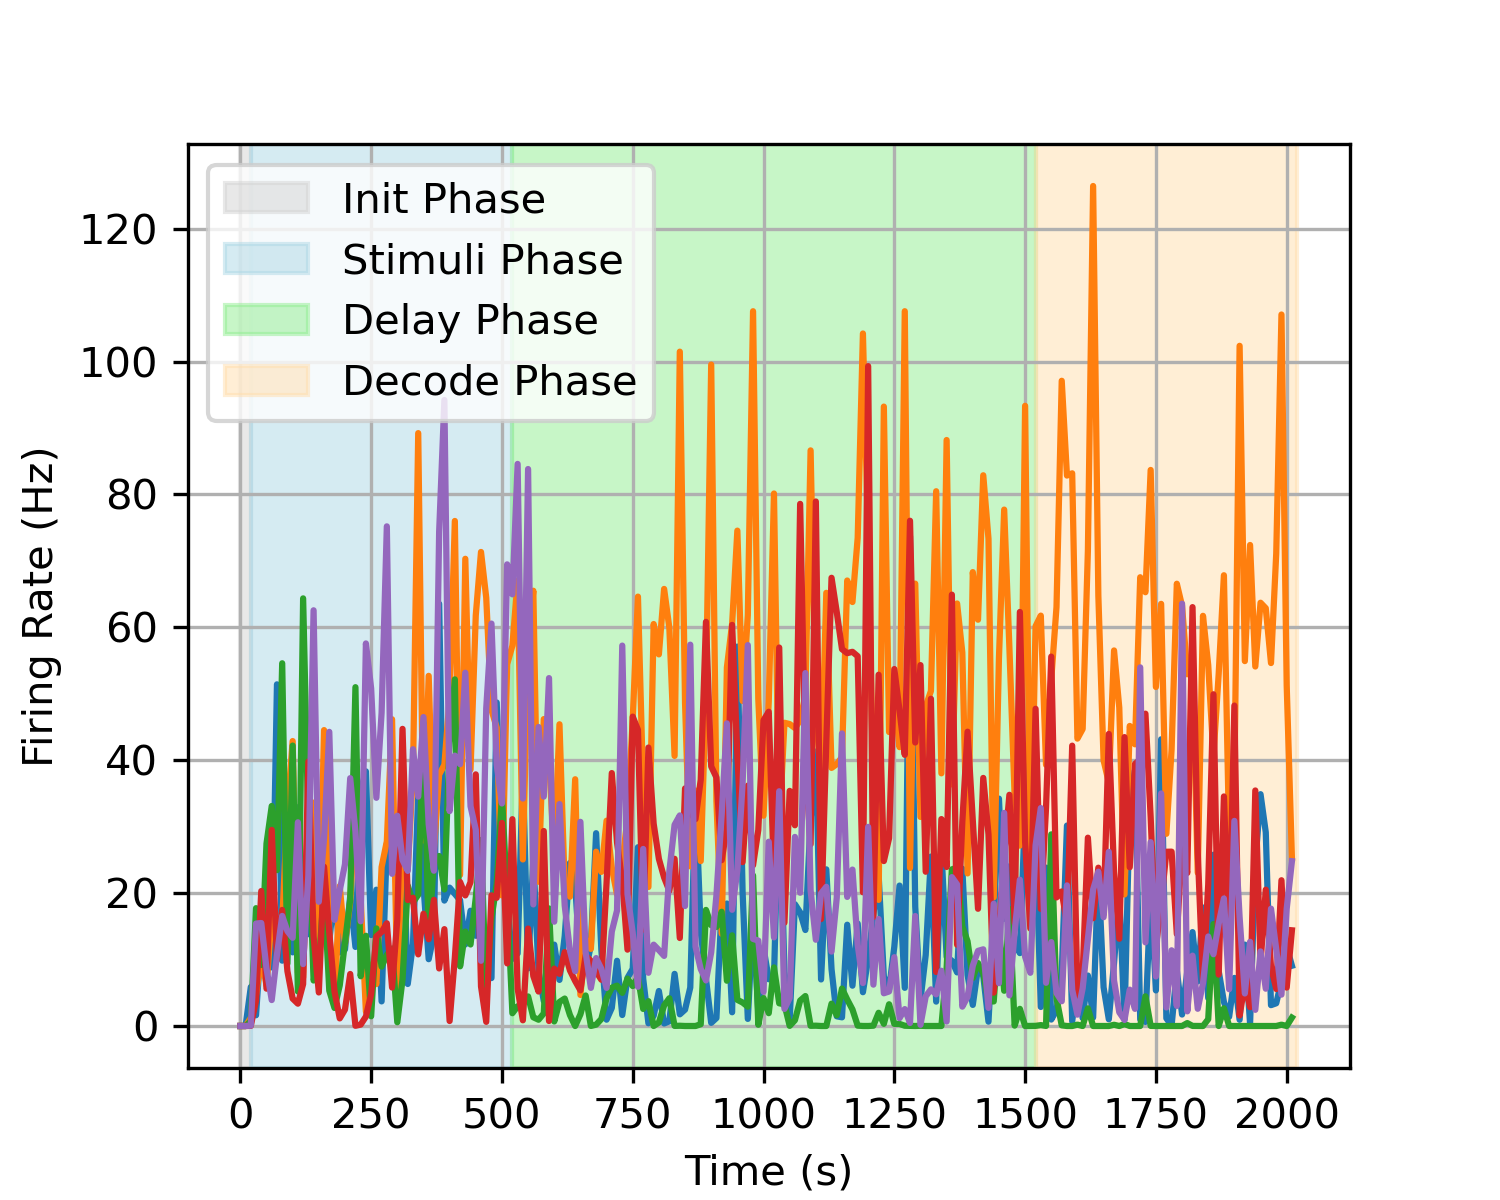 Init Phase
Stimuli Phase
Delay Phase
Decode Phase
120
100
80
60
40
20
0
Firing Rate (Hz)
0 250 500 750 1000 1250 1500 1750 2000
Time (s)